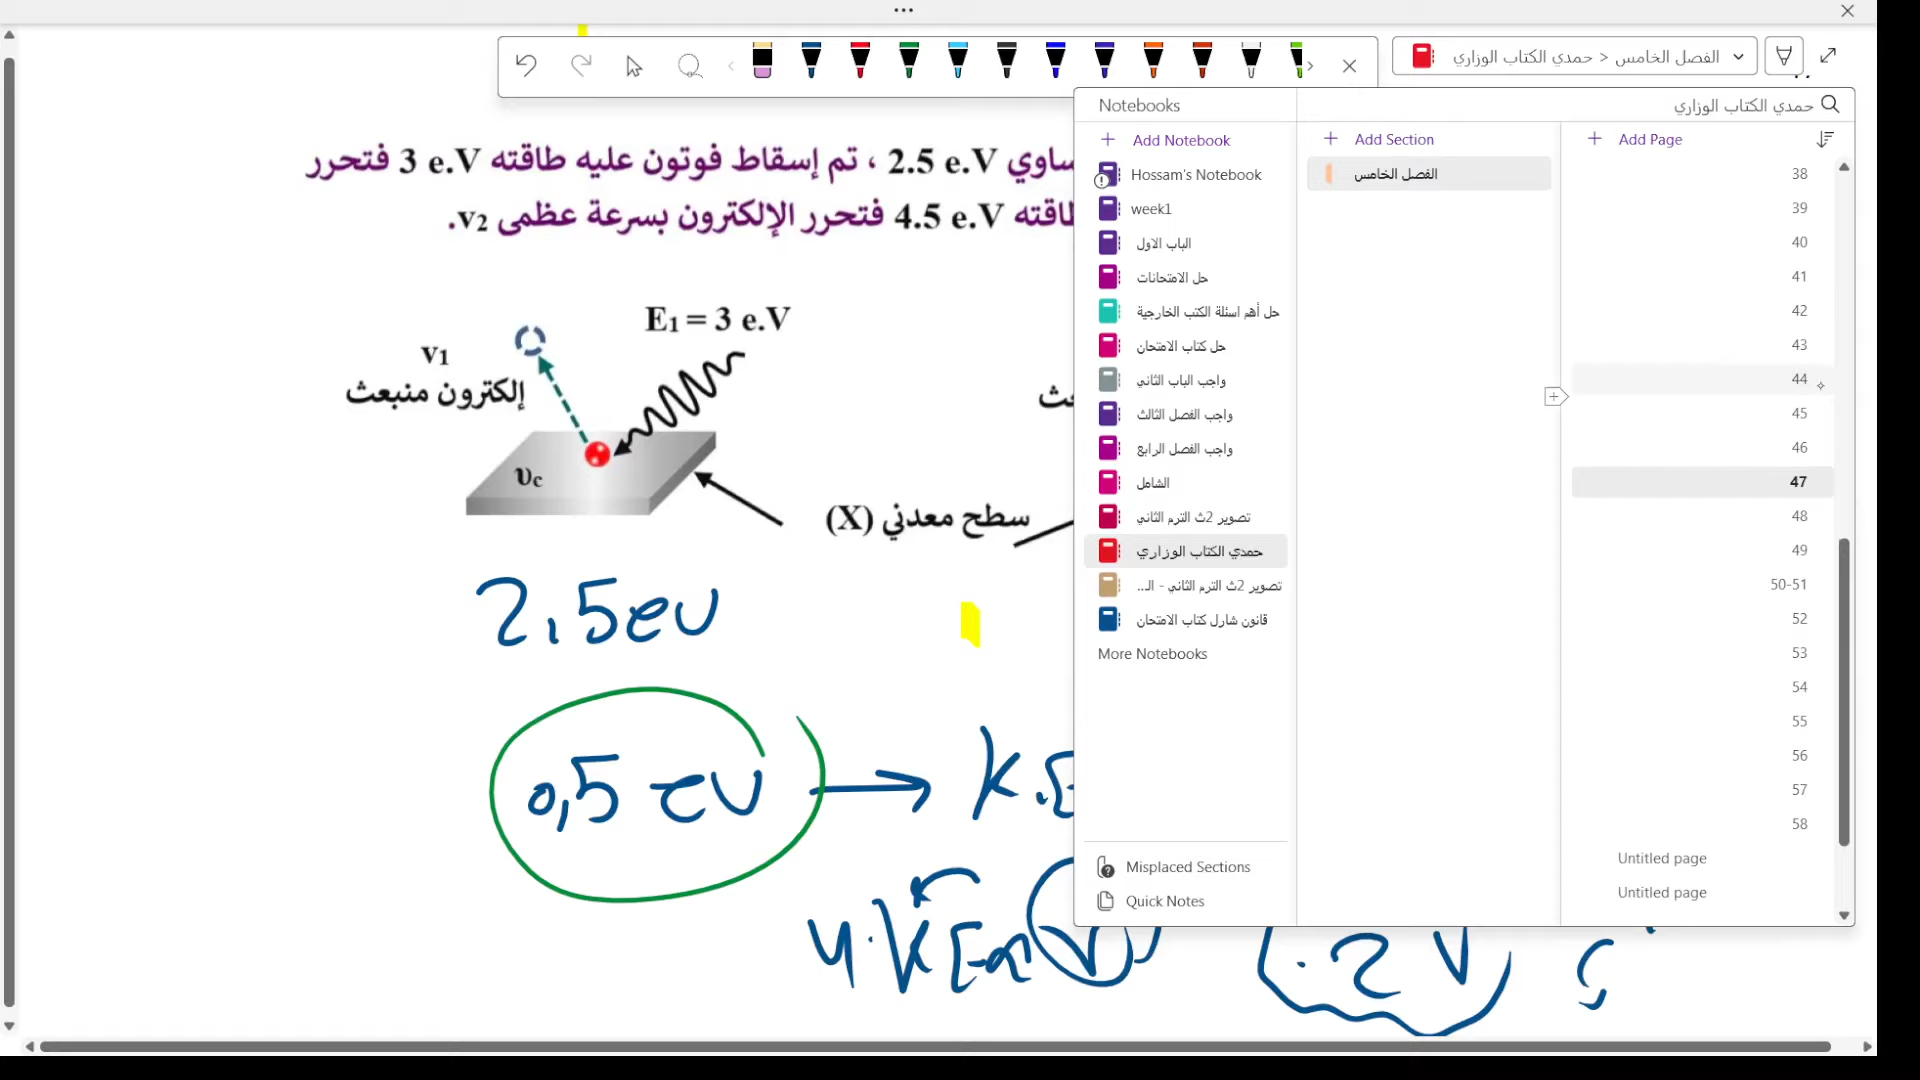 الفصل الخامس > حمدي الكتاب الوزاري
ساوي 2.5 e.V ، تم إسقاط فوتون عليه طاقته 3 e.V فتحرر
طاقته 4.5 e.V فتحرر الإلكترون بسرعة عظمى v2.
E1 = 3 e.V
v1
إلكترون منبعث
υc
سطح معدني (X)
2.5 ev
0,5 ev → K.E
4.KE
V
2 V
Notebooks
Add Notebook
Hossam's Notebook
week1
الباب الاول
حل الامتحانات
حل أهم اسئلة الكتب الخارجية
حل كتاب الامتحان
واجب الباب الثاني
واجب الفصل الثالث
واجب الفصل الرابع
الشامل
تصوير 2ث الترم الثاني
حمدي الكتاب الوزاري
تصوير 2ث الترم الثاني - الـ...
قانون شارل كتاب الامتحان
More Notebooks
Misplaced Sections
Quick Notes
Add Section
الفصل الخامس
حمدي الكتاب الوزاري
Add Page
38
39
40
41
42
43
44
45
46
47
48
49
50-51
52
53
54
55
56
57
58
Untitled page
Untitled page